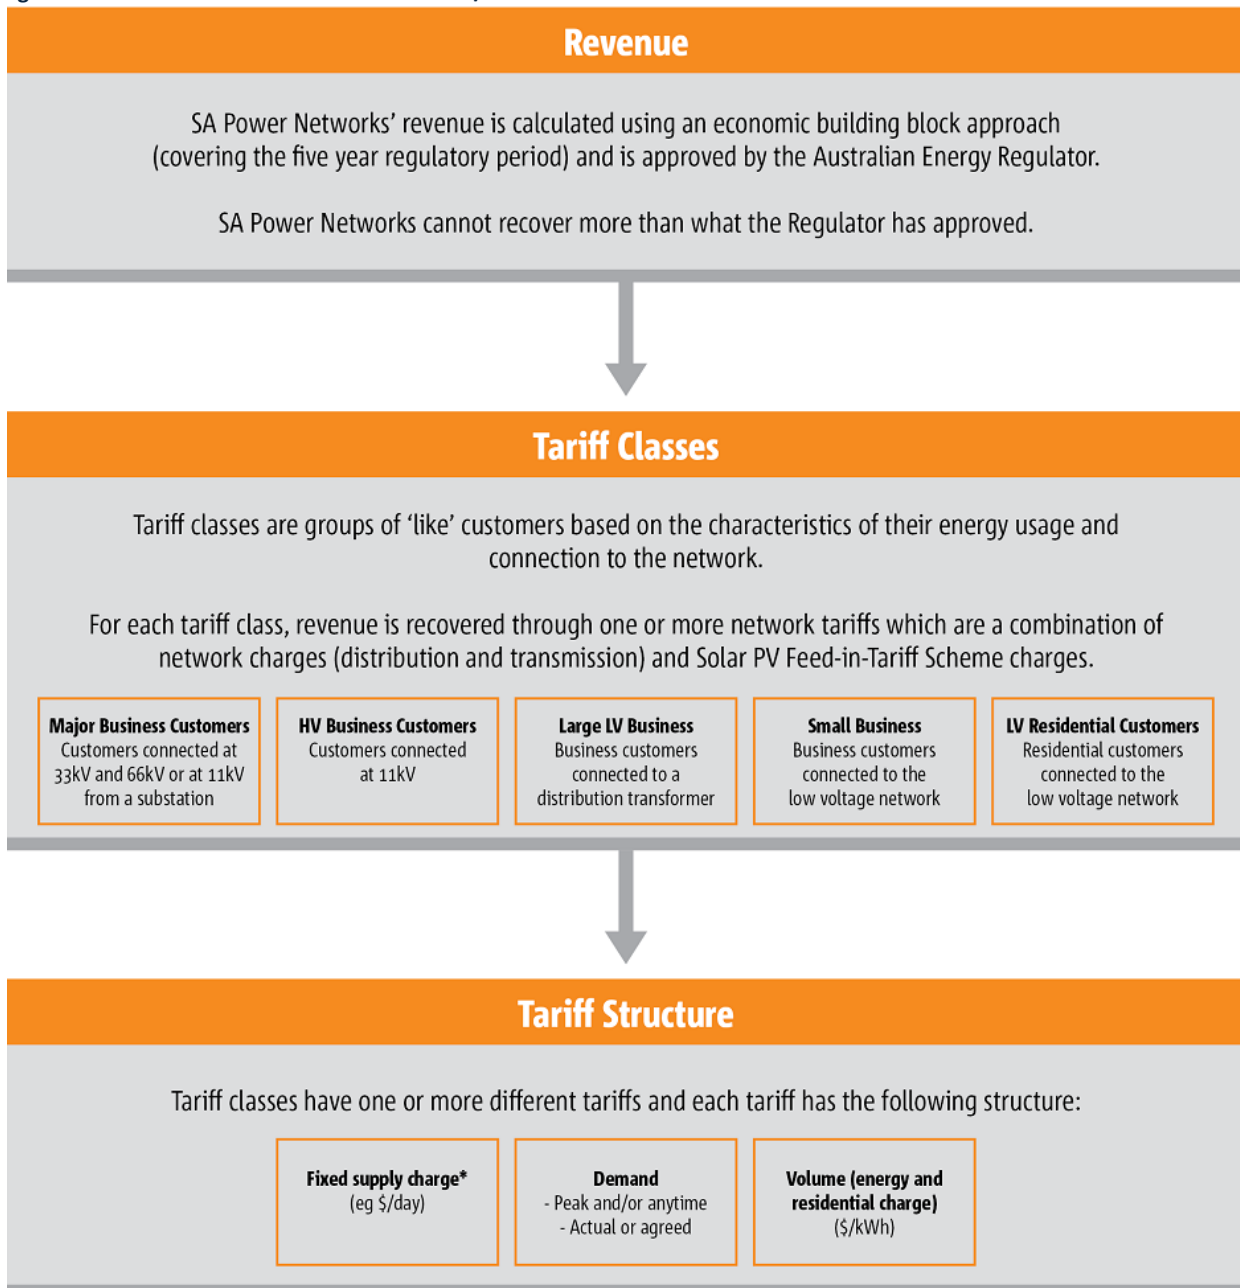 Revenue
SA Power Networks’ revenue is calculated using an economic building block approach
(covering the five year regulatory period) and is approved by the Australian Energy Regulator.
SA Power Networks cannot recover more than what the Regulator has approved.
Tariff Classes
Tariff classes are groups of ‘like’ customers based on the characteristics of their energy usage and
connection to the network.
For each tariff class, revenue is recovered through one or more network tariffs which are a combination of
network charges (distribution and transmission) and Solar PV Feed-in-Tariff Scheme charges.
Major Business Customers
Customers connected at
33kV and 66kV or at 11kV
from a substation
HV Business Customers
Customers connected
at 11kV
Large LV Business
Business customers
connected to a
distribution transformer
Small Business
Business customers
connected to the
low voltage network
LV Residential Customers
Residential customers
connected to the
low voltage network
Tariff Structure
Tariff classes have one or more different tariffs and each tariff has the following structure:
Fixed supply charge*
(eg $/day)
Demand
- Peak and/or anytime
- Actual or agreed
Volume (energy and
residential charge)
($/kWh)